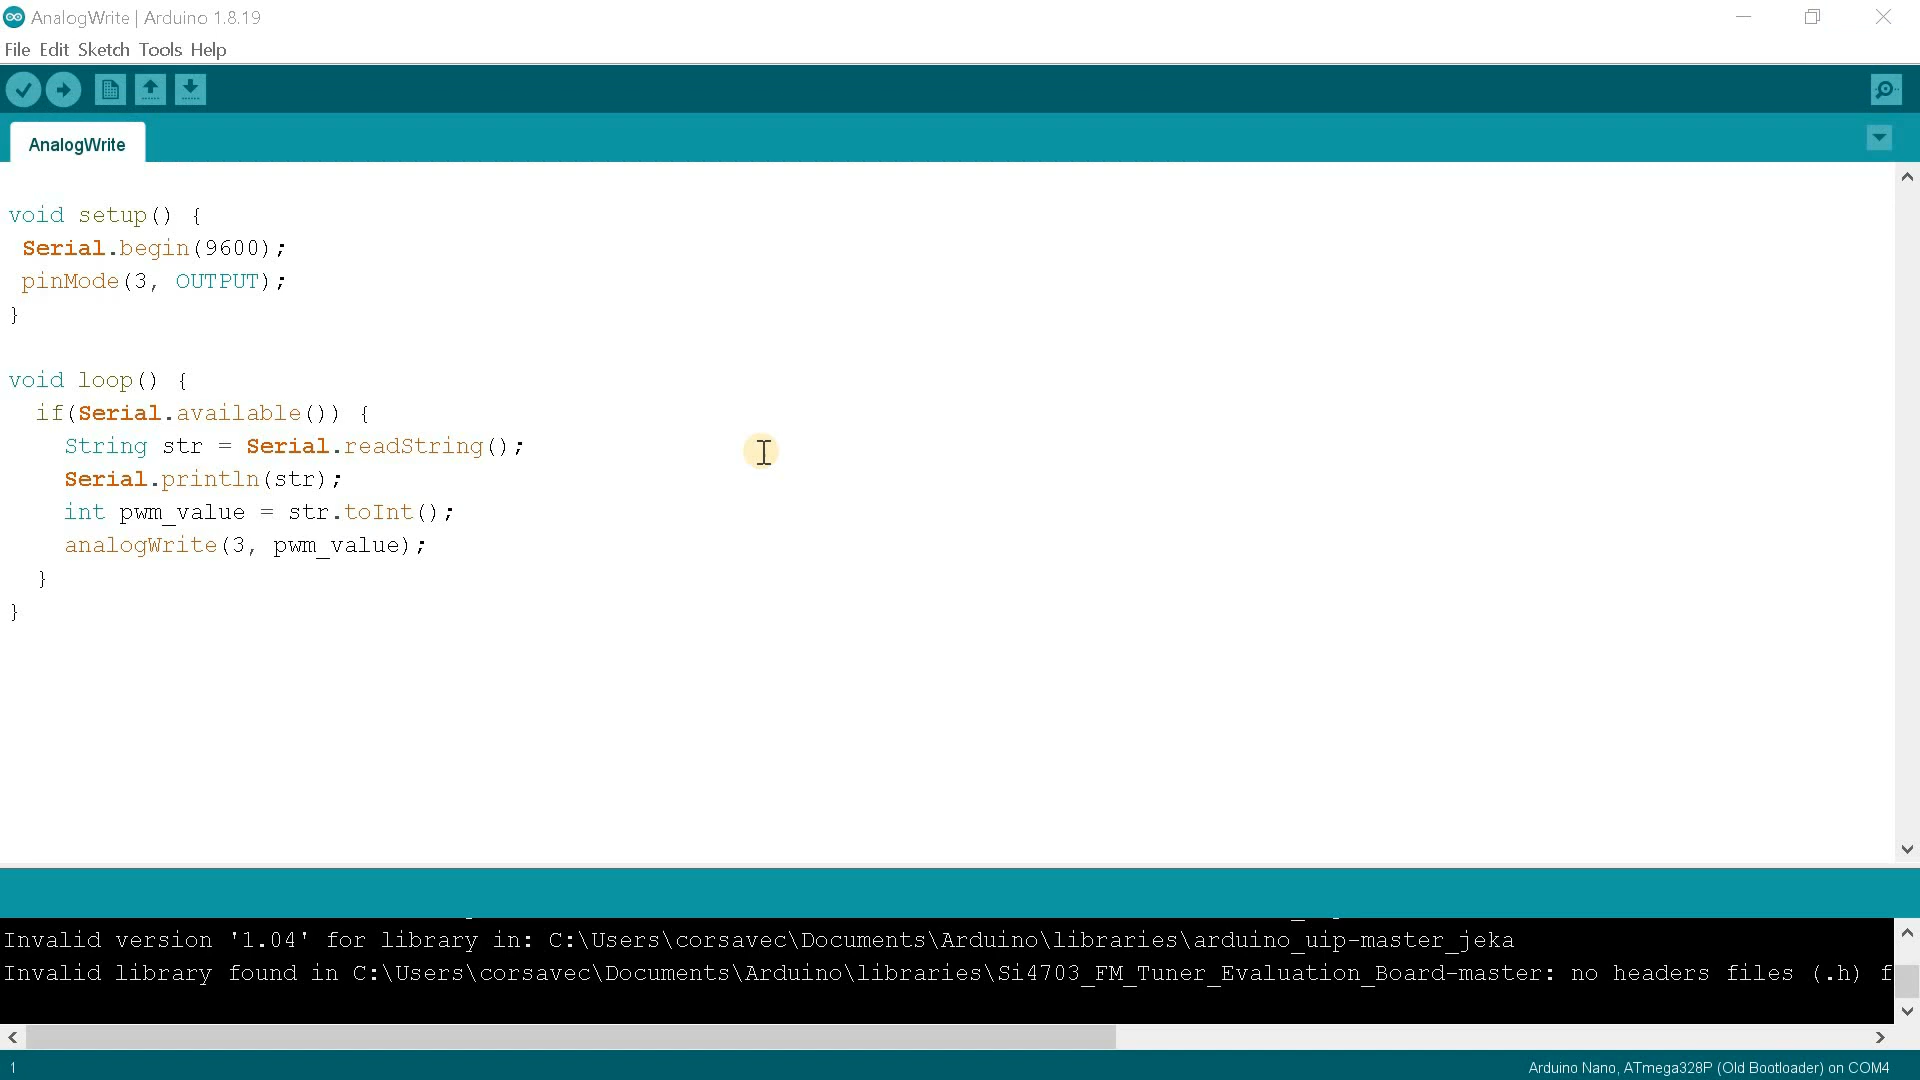 AnalogWrite | Arduino 1.8.19
File Edit Sketch Tools Help
AnalogWrite
void setup() {
 Serial.begin(9600);
 pinMode(3, OUTPUT);
}
void loop() {
  if(Serial.available()) {
    String str = Serial.readString();
    Serial.println(str);
    int pwm_value = str.toInt();
    analogWrite(3, pwm_value);
  }
}
Invalid version '1.04' for library in: C:\Users\corsavec\Documents\Arduino\libraries\arduino_uip-master_jeka
Invalid library found in C:\Users\corsavec\Documents\Arduino\libraries\Si4703_FM_Tuner_Evaluation_Board-master: no headers files (.h) f
1
Arduino Nano, ATmega328P (Old Bootloader) on COM4